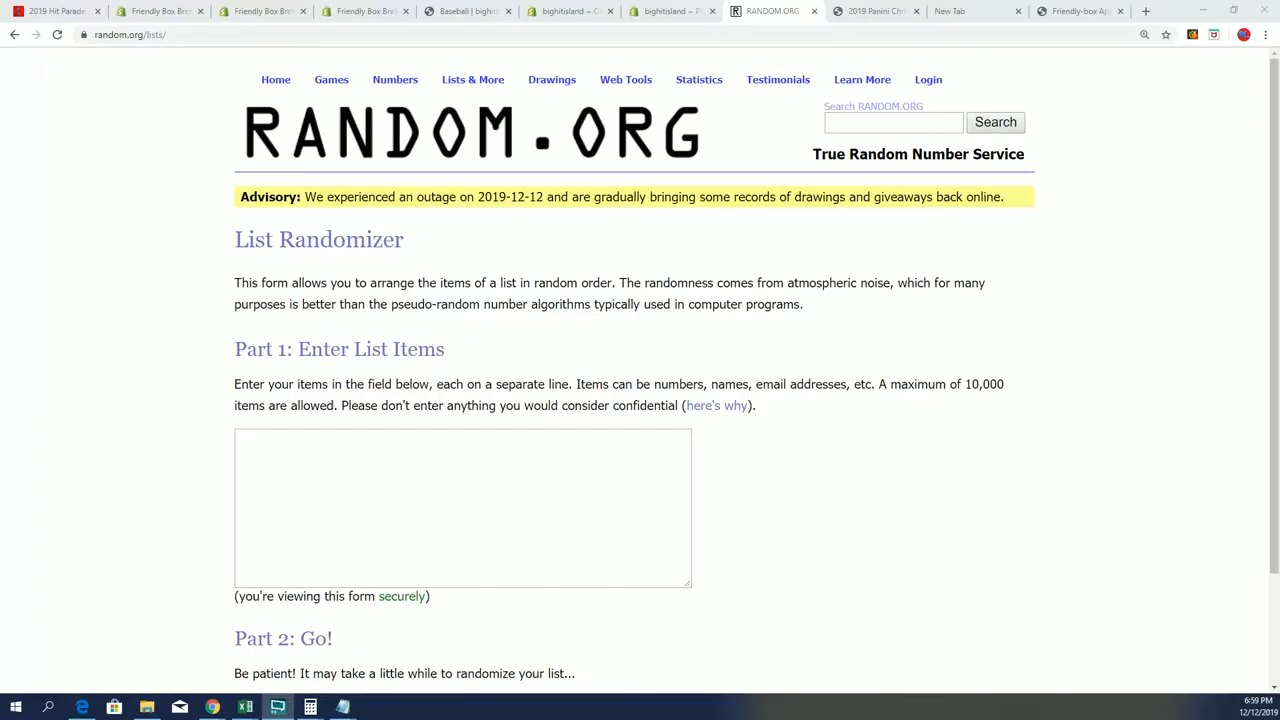 2019 Hit Parade
Friendly Box Bre
Friendly Box Bre
Friendly Box Bre
Baseball | bighit
bighitisland ~ C
bighitisland ~ P
RANDOM.ORG
2019 Panini Chr
New Tab
Friendly-box Ap
random.org/lists/
Home Games Numbers Lists & More Drawings Web Tools Statistics Testimonials Learn More Login
RANDOM.ORG
Search RANDOM.ORG
Search
True Random Number Service
Advisory: We experienced an outage on 2019-12-12 and are gradually bringing some records of drawings and giveaways back online.
List Randomizer
This form allows you to arrange the items of a list in random order. The randomness comes from atmospheric noise, which for many
purposes is better than the pseudo-random number algorithms typically used in computer programs.
Part 1: Enter List Items
Enter your items in the field below, each on a separate line. Items can be numbers, names, email addresses, etc. A maximum of 10,000
items are allowed. Please don't enter anything you would consider confidential (here's why).
(you're viewing this form securely)
Part 2: Go!
Be patient! It may take a little while to randomize your list...
6:59 PM
12/12/2019